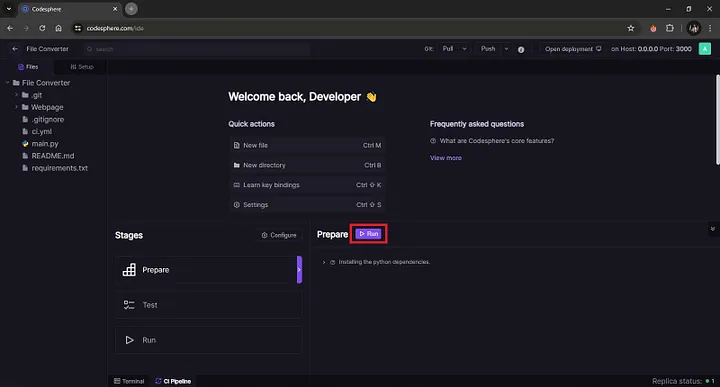 Codesphere
codesphere.com/ide
File Converter
search
Git:
Pull
Push
Open deployment
on Host: 0.0.0.0 Port: 3000
A
Files
Setup
File Converter
.git
Webpage
.gitignore
ci.yml
main.py
README.md
requirements.txt
Welcome back, Developer 👋
Quick actions
New file Ctrl M
New directory Ctrl B
Learn key bindings Ctrl ⇧ K
Settings Ctrl ⇧ S
Frequently asked questions
What are Codesphere's core features?
View more
Stages
Configure
Prepare
Test
Run
Prepare
Run
Installing the python dependencies.
Terminal
CI Pipeline
Replica status: 1